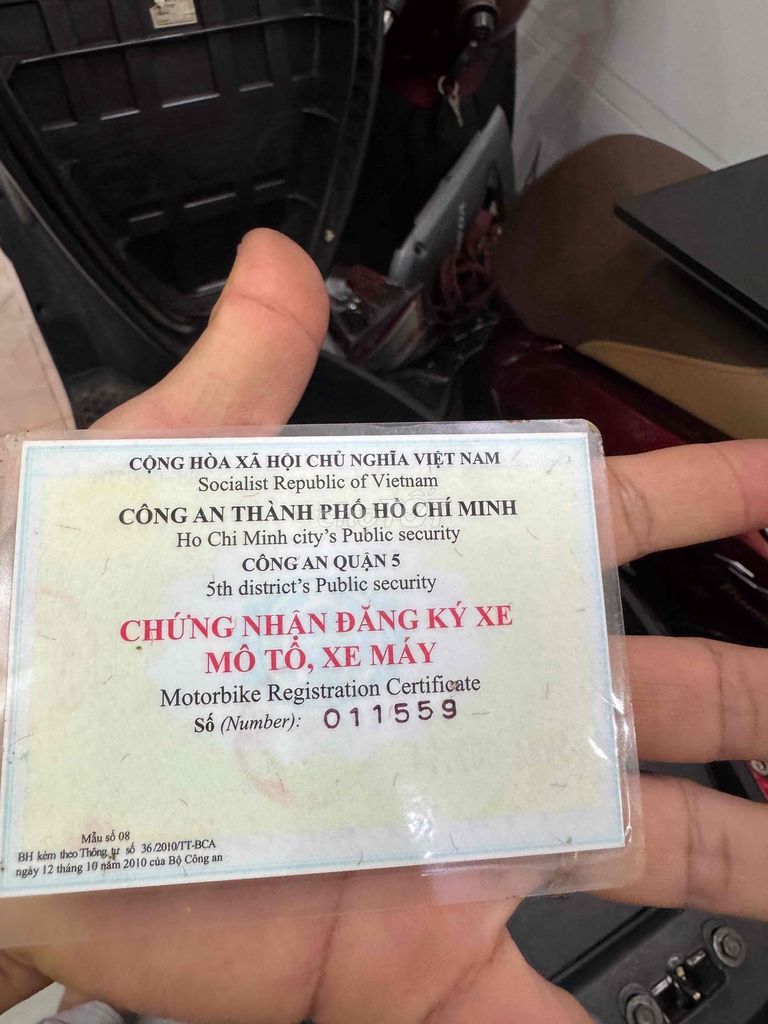 CỘNG HÒA XÃ HỘI CHỦ NGHĨA VIỆT NAM
Socialist Republic of Vietnam
CÔNG AN THÀNH PHỐ HỒ CHÍ MINH
Ho Chi Minh city's Public security
CÔNG AN QUẬN 5
5th district's Public security
CHỨNG NHẬN ĐĂNG KÝ XE
MÔ TÔ, XE MÁY
Motorbike Registration Certificate
Số (Number): 011559
Mẫu số 08
BH kèm theo Thông tư số 36/2010/TT-BCA
ngày 12 tháng 10 năm 2010 của Bộ Công an